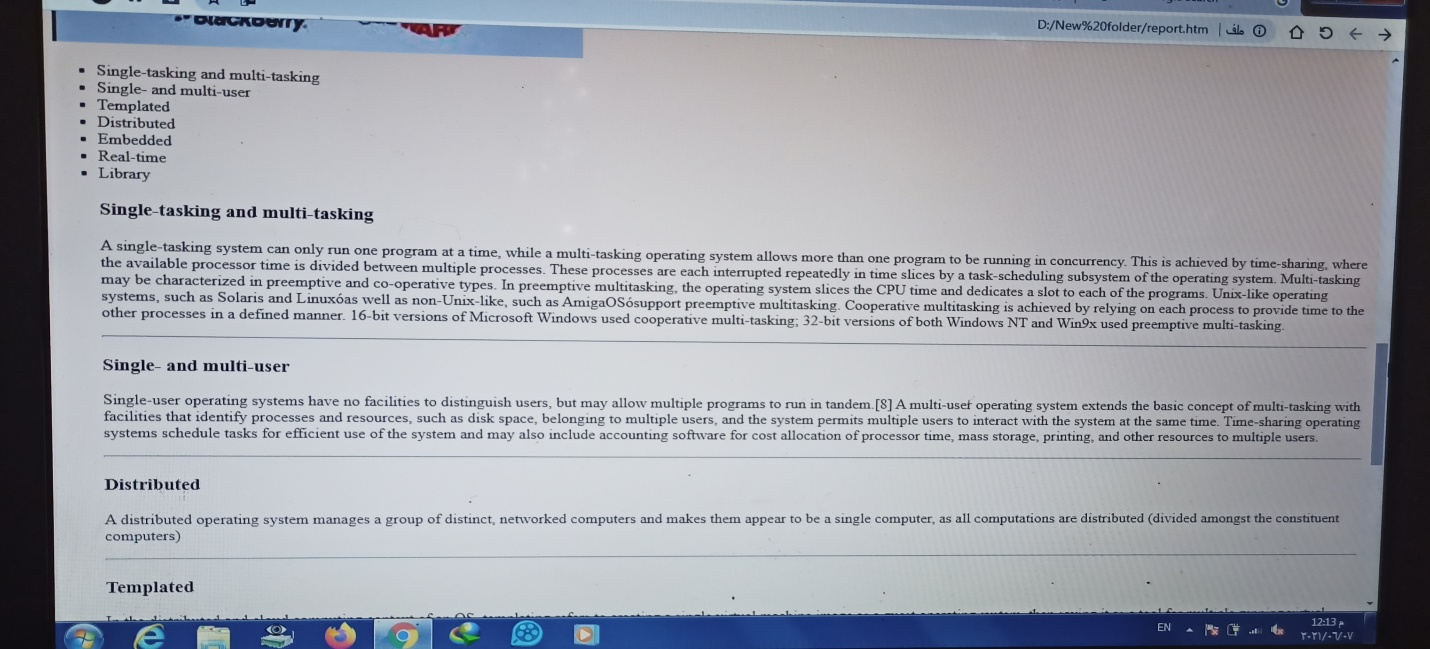 BlackBerry.
D:/New%20folder/report.htm | ملف
Single-tasking and multi-tasking
Single- and multi-user
Templated
Distributed
Embedded
Real-time
Library
Single-tasking and multi-tasking
A single-tasking system can only run one program at a time, while a multi-tasking operating system allows more than one program to be running in concurrency. This is achieved by time-sharing, where
the available processor time is divided between multiple processes. These processes are each interrupted repeatedly in time slices by a task-scheduling subsystem of the operating system. Multi-tasking
may be characterized in preemptive and co-operative types. In preemptive multitasking, the operating system slices the CPU time and dedicates a slot to each of the programs. Unix-like operating
systems, such as Solaris and Linuxóas well as non-Unix-like, such as AmigaOSósupport preemptive multitasking. Cooperative multitasking is achieved by relying on each process to provide time to the
other processes in a defined manner. 16-bit versions of Microsoft Windows used cooperative multi-tasking; 32-bit versions of both Windows NT and Win9x used preemptive multi-tasking.
Single- and multi-user
Single-user operating systems have no facilities to distinguish users, but may allow multiple programs to run in tandem.[8] A multi-user operating system extends the basic concept of multi-tasking with
facilities that identify processes and resources, such as disk space, belonging to multiple users, and the system permits multiple users to interact with the system at the same time. Time-sharing operating
systems schedule tasks for efficient use of the system and may also include accounting software for cost allocation of processor time, mass storage, printing, and other resources to multiple users.
Distributed
A distributed operating system manages a group of distinct, networked computers and makes them appear to be a single computer, as all computations are distributed (divided amongst the constituent
computers)
Templated
EN
12:13 م
٢٠٢١/٠٦/٠٧